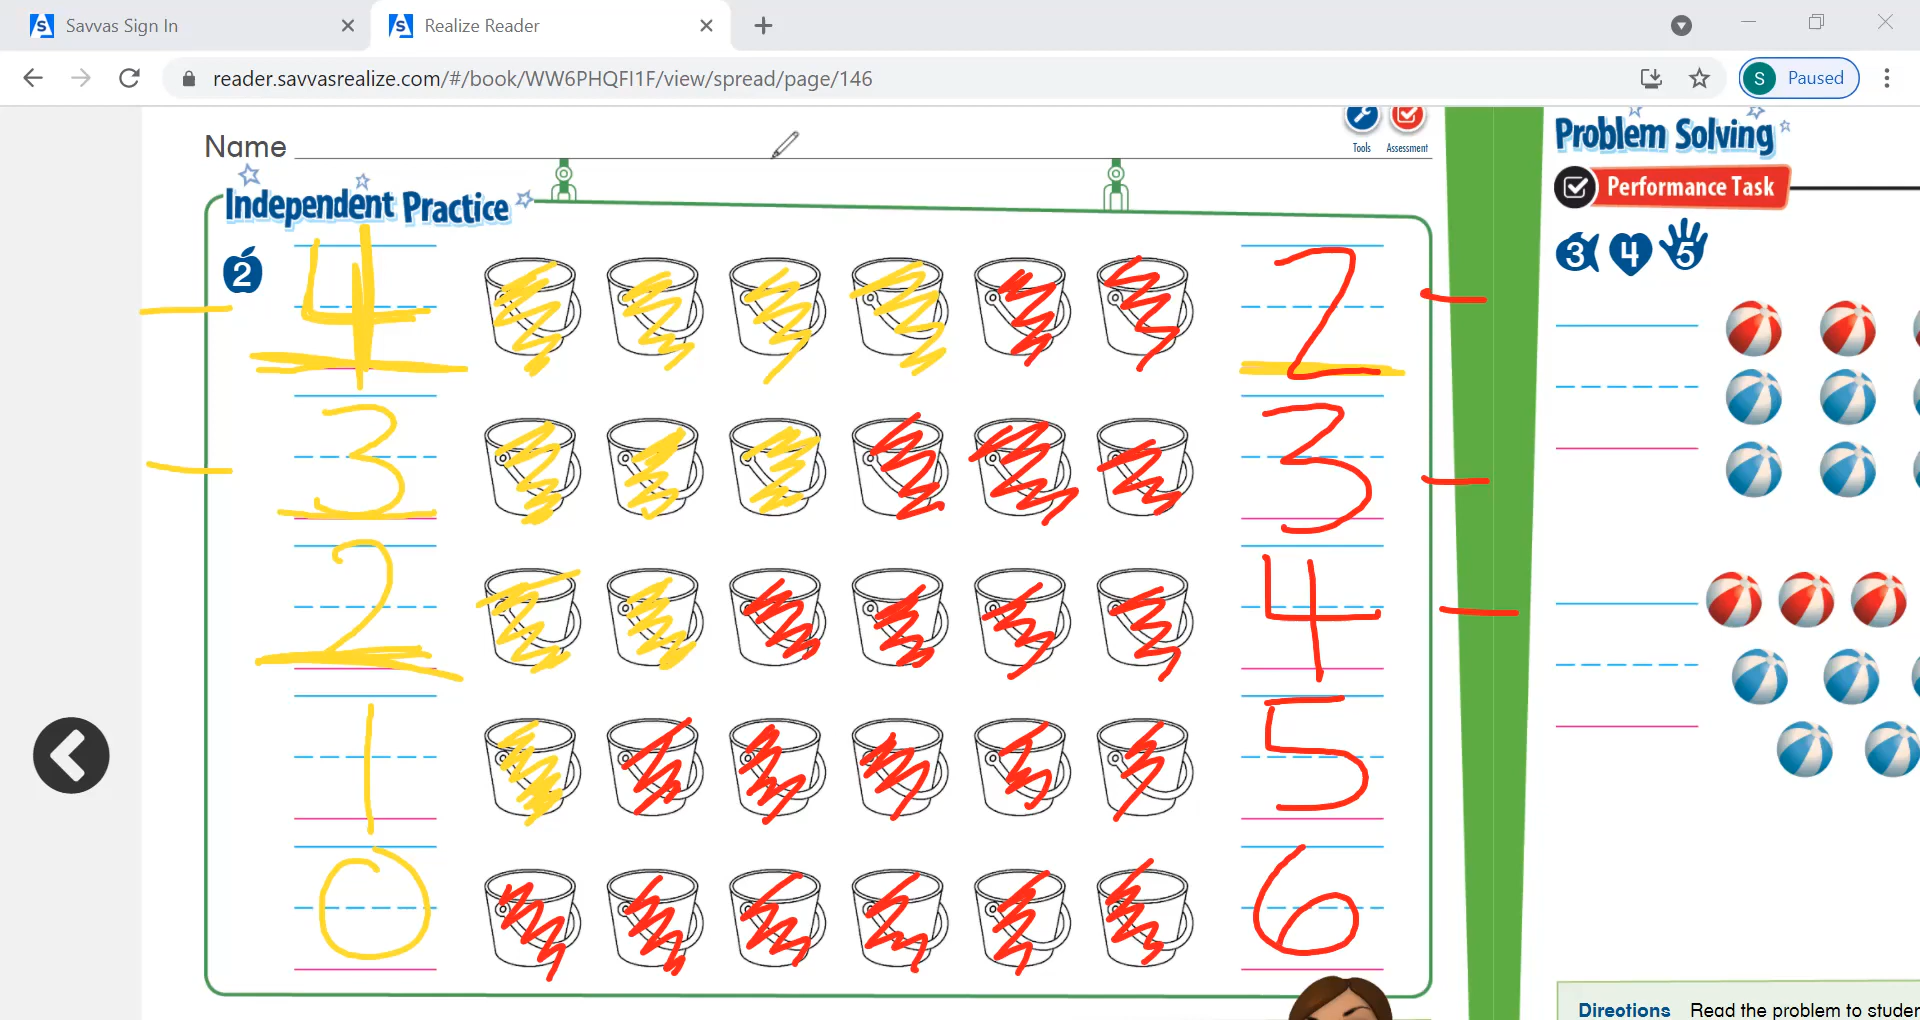 Savvas Sign In
Realize Reader
reader.savvasrealize.com/#/book/WW6PHQFI1F/view/spread/page/146
S Paused
Name
Tools Assessment
Independent Practice
2
4 2
3 3
2 4
1 5
0 6
Problem Solving
Performance Task
3 4 5
Directions Read the problem to studen